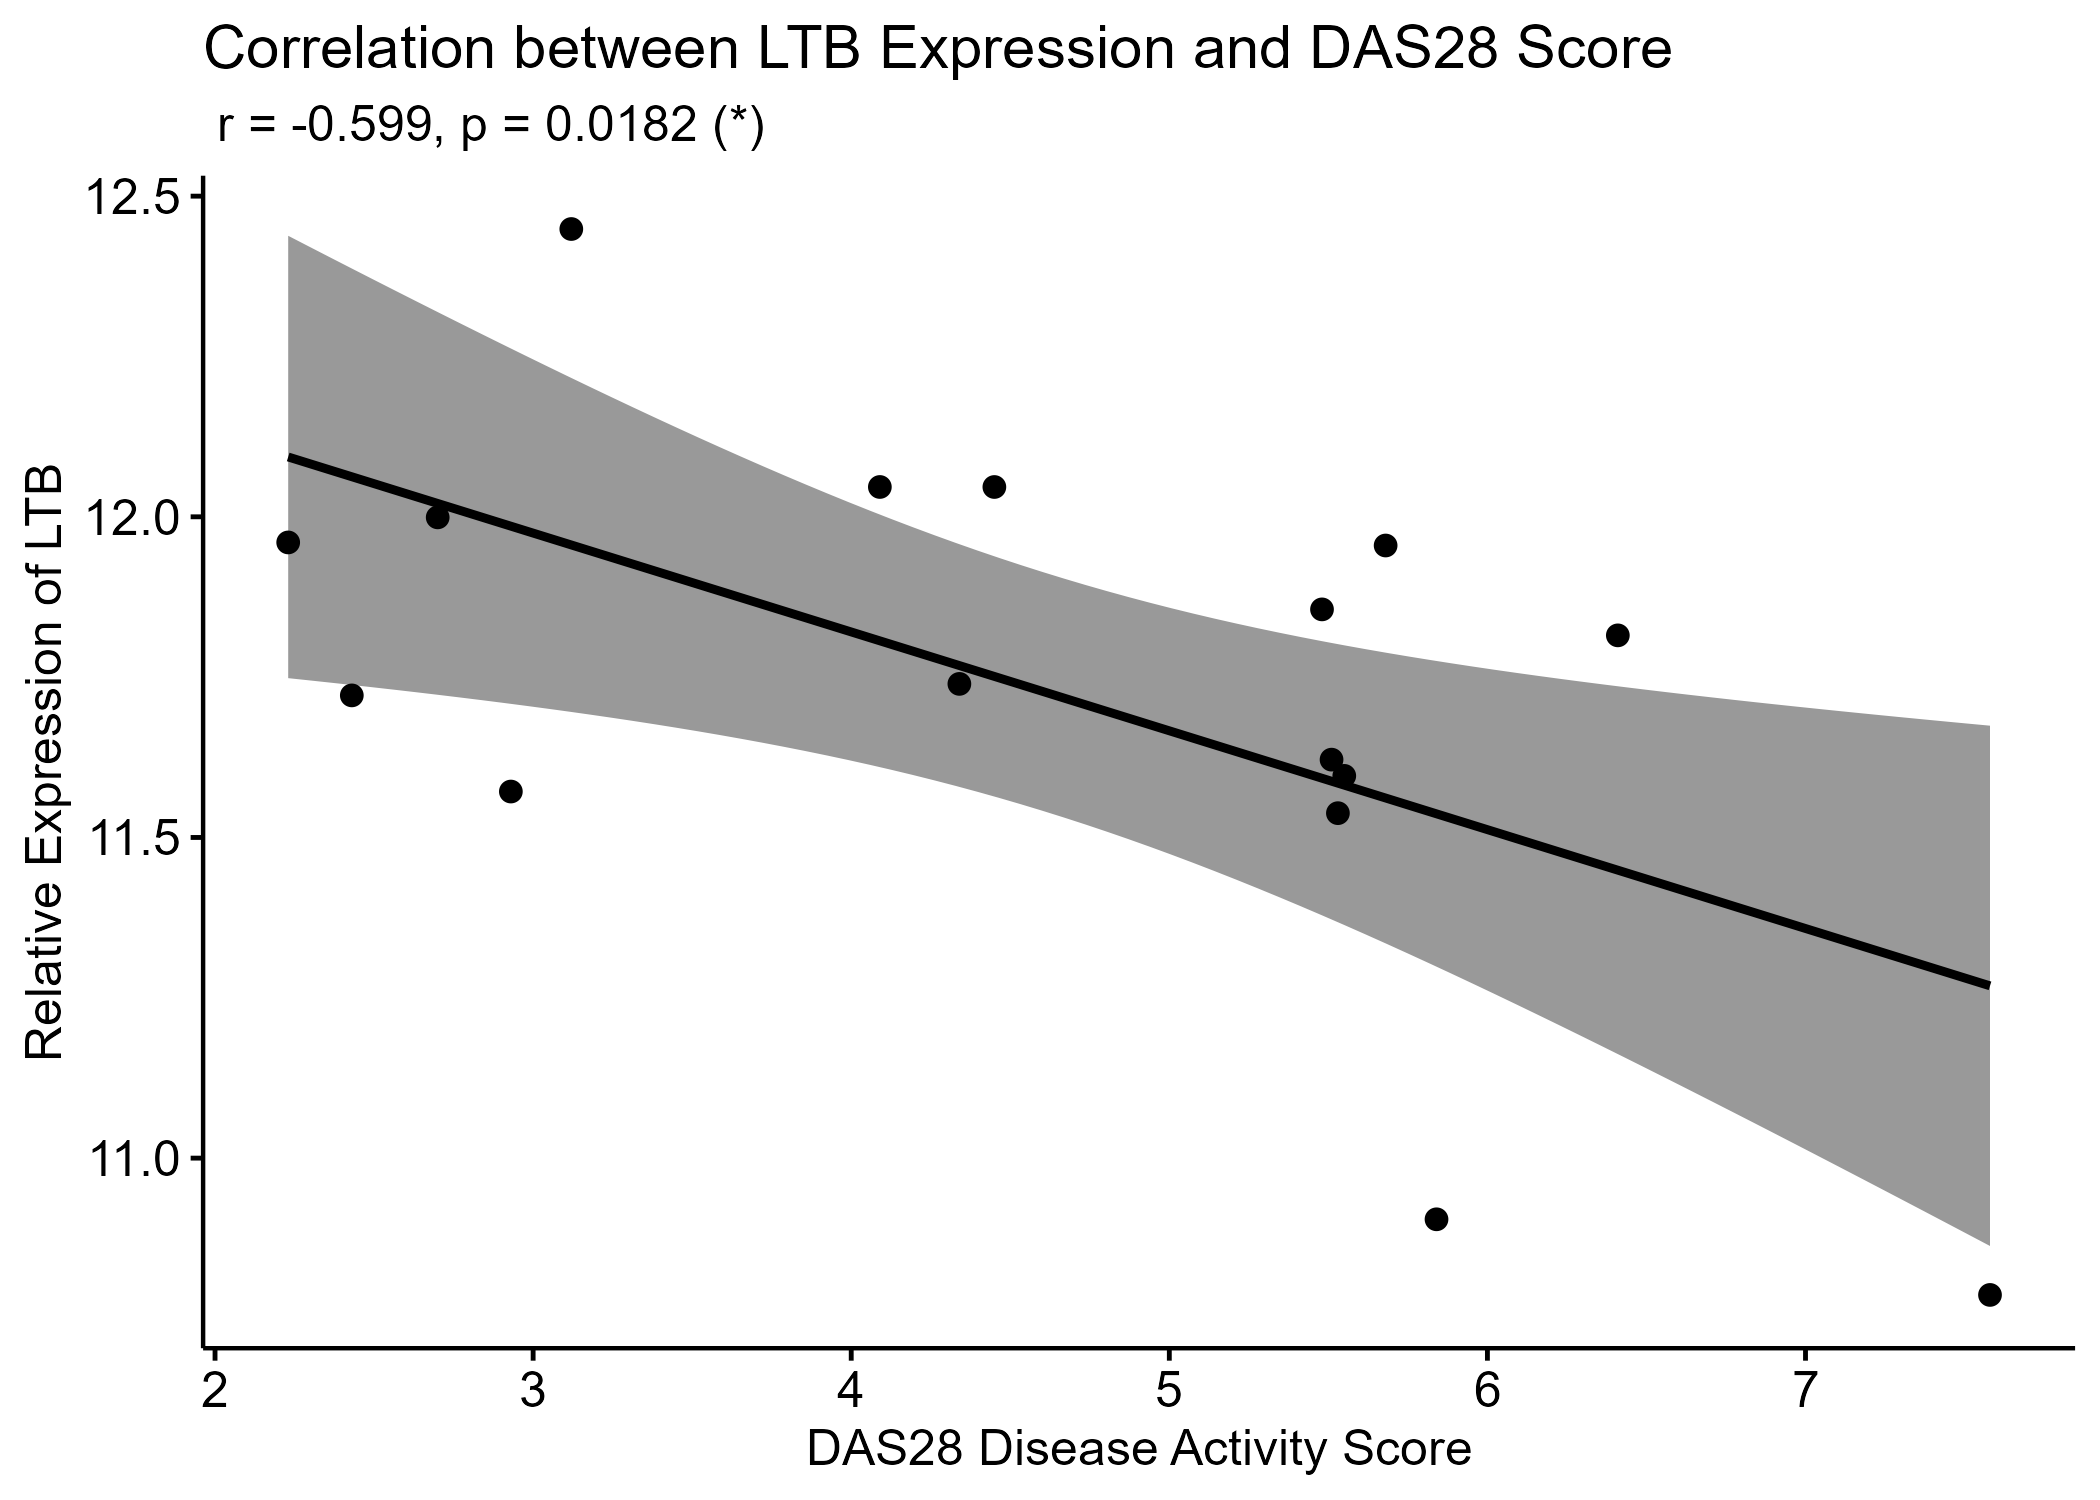 Correlation between LTB Expression and DAS28 Score
r = -0.599, p = 0.0182 (*)
Relative Expression of LTB
12.5
12.0
11.5
11.0
2 3 4 5 6 7
DAS28 Disease Activity Score